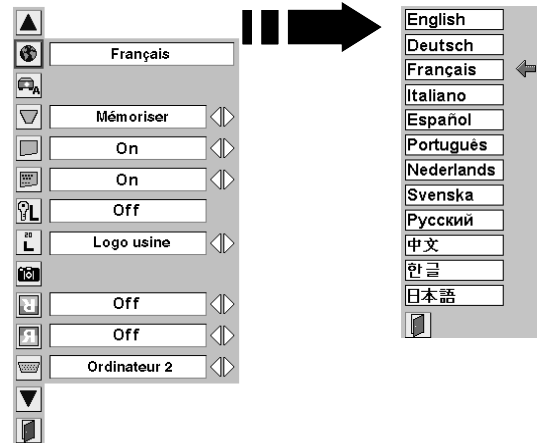 Français
A
Mémoriser
On
On
L
Off
20
L
Logo usine
R
Off
R
Off
Ordinateur 2
English
Deutsch
Français
Italiano
Español
Português
Nederlands
Svenska
Русский
中文
한글
日本語